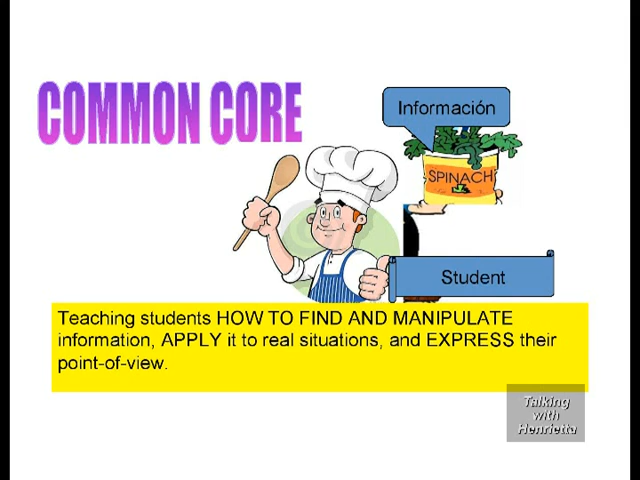 COMMON CORE
Información
SPINACH
Student
Teaching students HOW TO FIND AND MANIPULATE
information, APPLY it to real situations, and EXPRESS their
point-of-view.
Talking
with
Henrietta